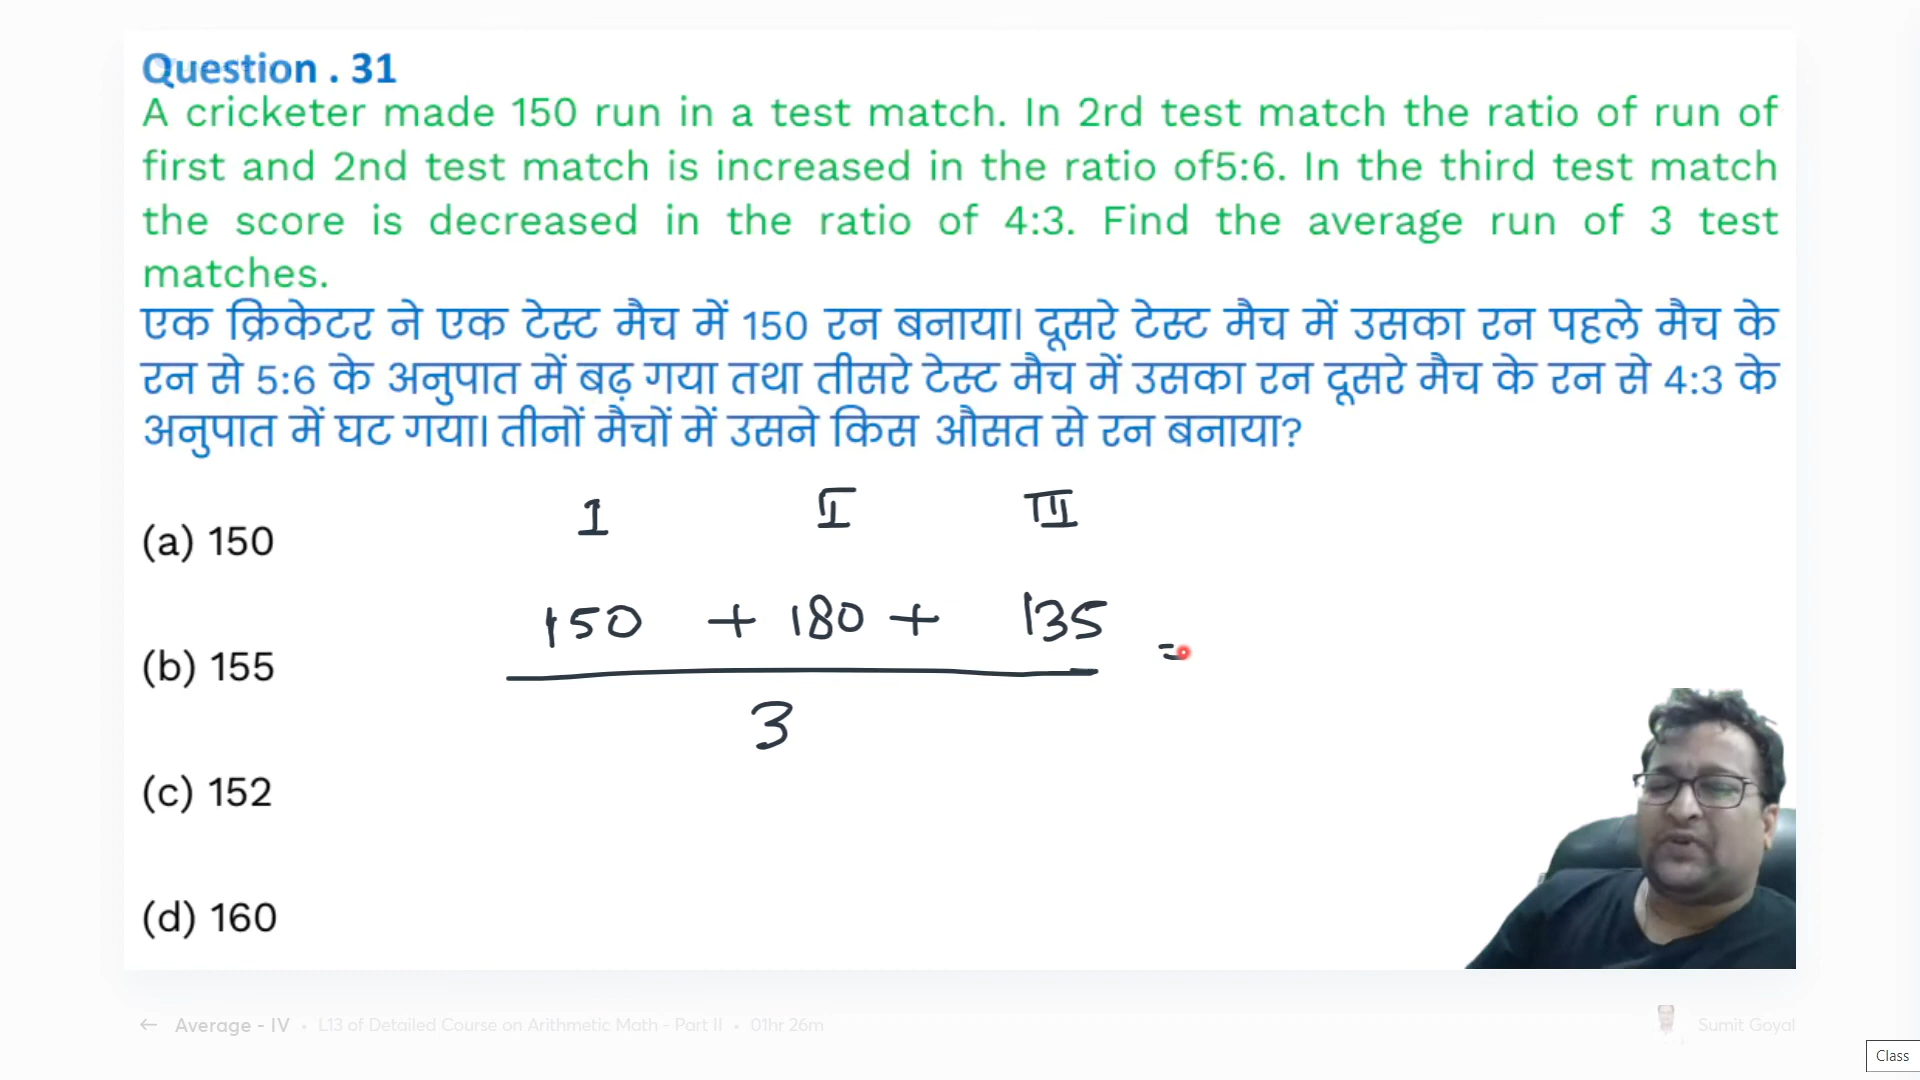 Question . 31
A cricketer made 150 run in a test match. In 2rd test match the ratio of run of
first and 2nd test match is increased in the ratio of5:6. In the third test match
the score is decreased in the ratio of 4:3. Find the average run of 3 test
matches.
एक क्रिकेटर ने एक टेस्ट मैच में 150 रन बनाया। दूसरे टेस्ट मैच में उसका रन पहले मैच के
रन से 5:6 के अनुपात में बढ़ गया तथा तीसरे टेस्ट मैच में उसका रन दूसरे मैच के रन से 4:3 के
अनुपात में घट गया। तीनों मैचों में उसने किस औसत से रन बनाया?
I II III
(a) 150
150 + 180 + 135 =
(b) 155
3
(c) 152
(d) 160
← Average - IV • L13 of Detailed Course on Arithmetic Math - Part II • 01hr 26m
Sumit Goyal
Class